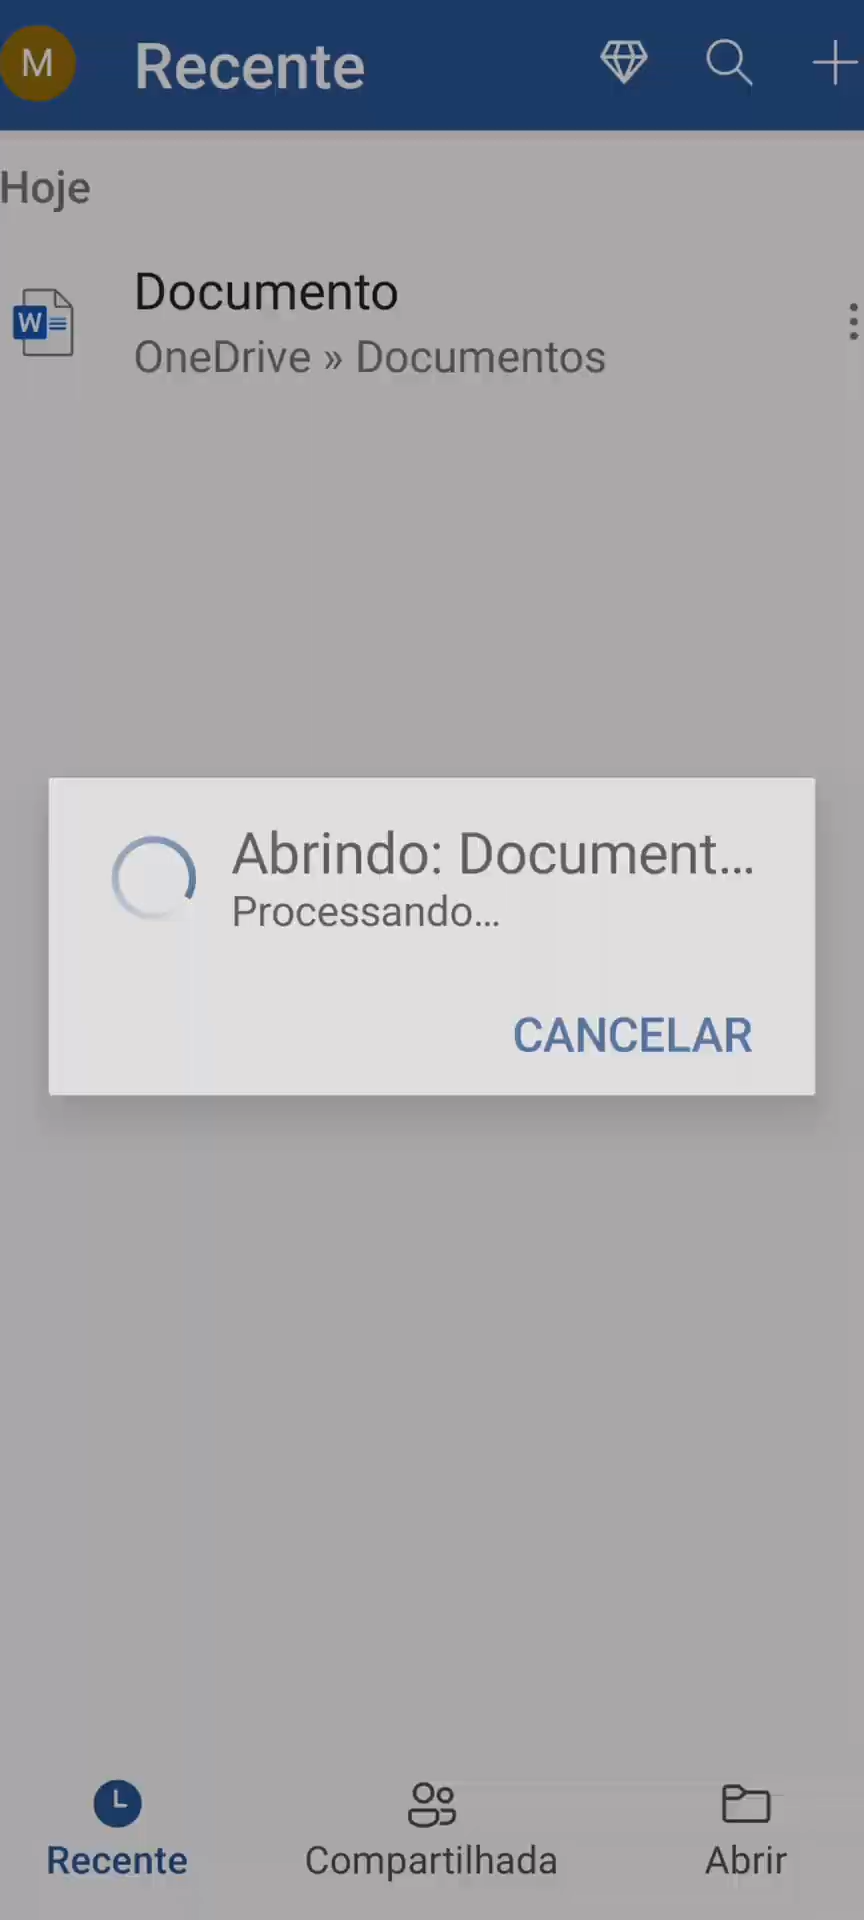 M
Recente
Hoje
W
Documento
OneDrive » Documentos
Abrindo: Document...
Processando...
CANCELAR
Recente
Compartilhada
Abrir